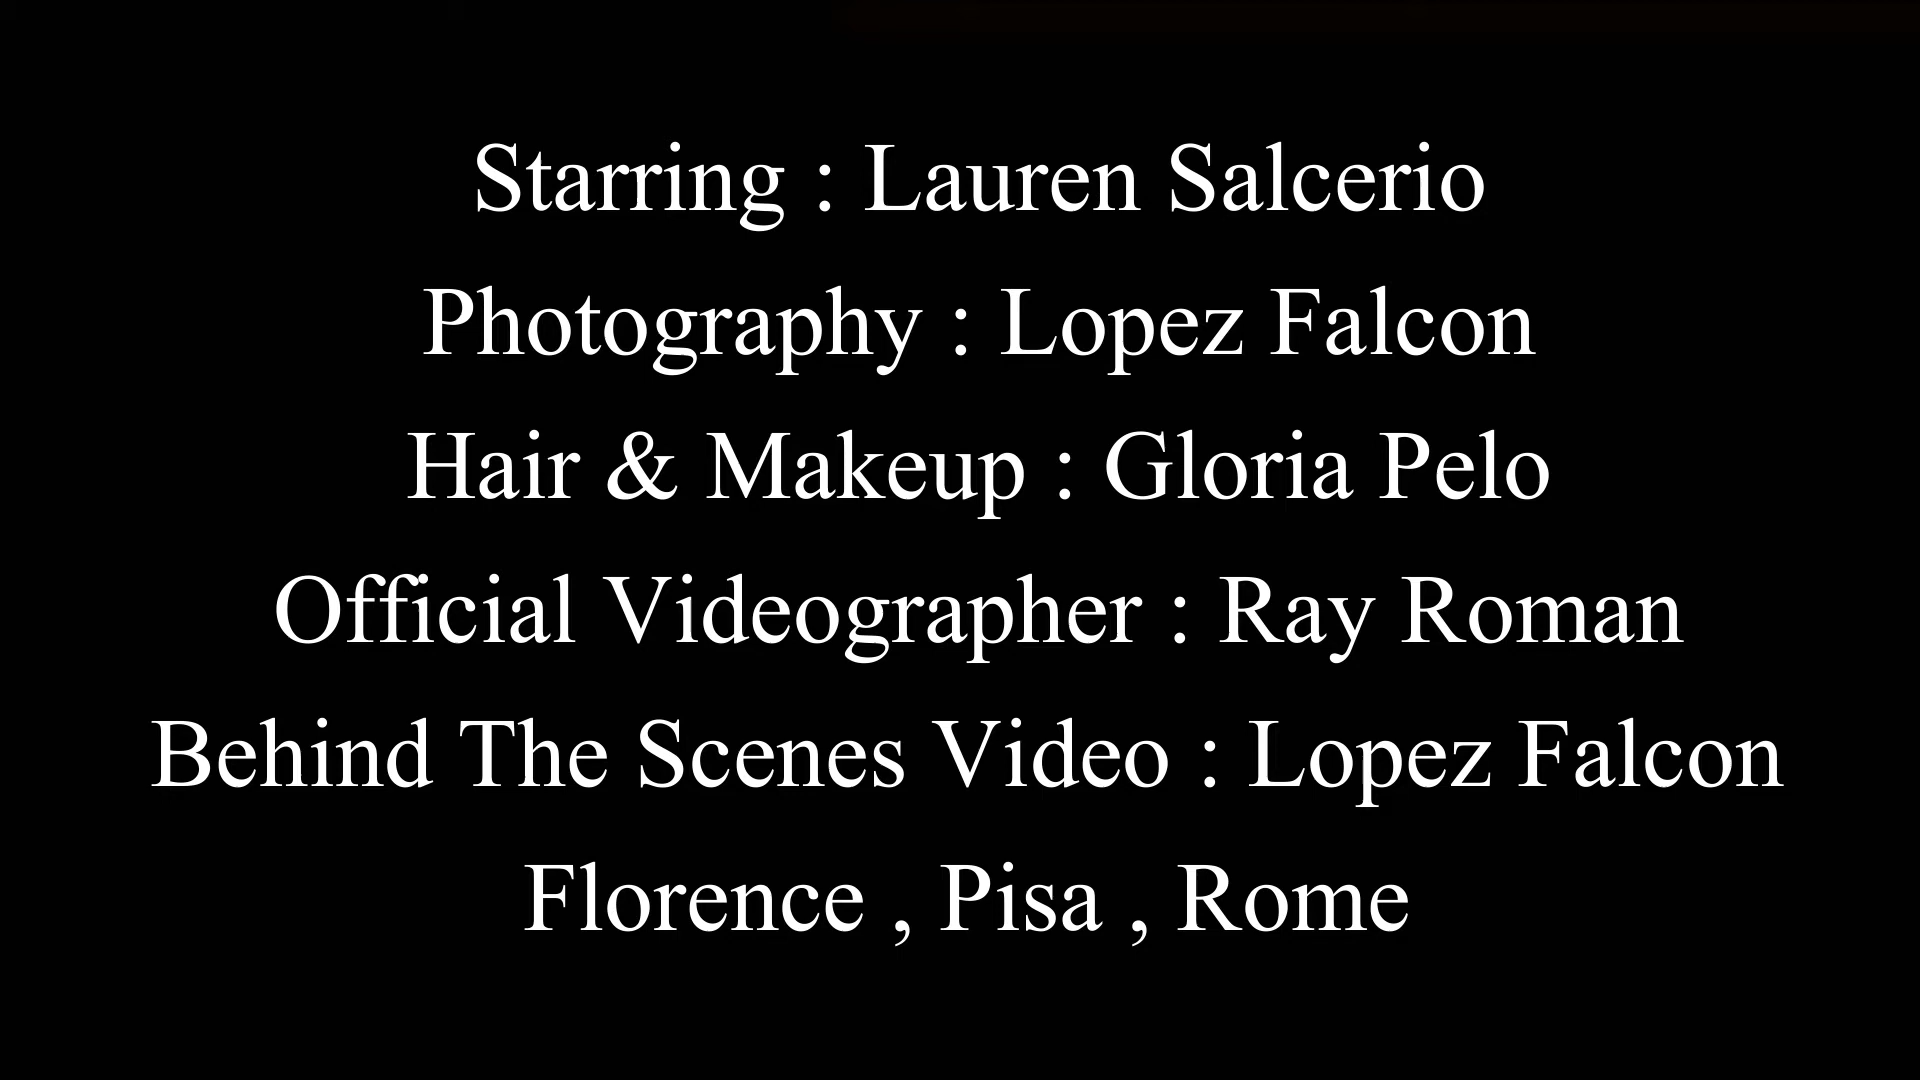 Starring : Lauren Salcerio
Photography : Lopez Falcon
Hair & Makeup : Gloria Pelo
Official Videographer : Ray Roman
Behind The Scenes Video : Lopez Falcon
Florence , Pisa , Rome